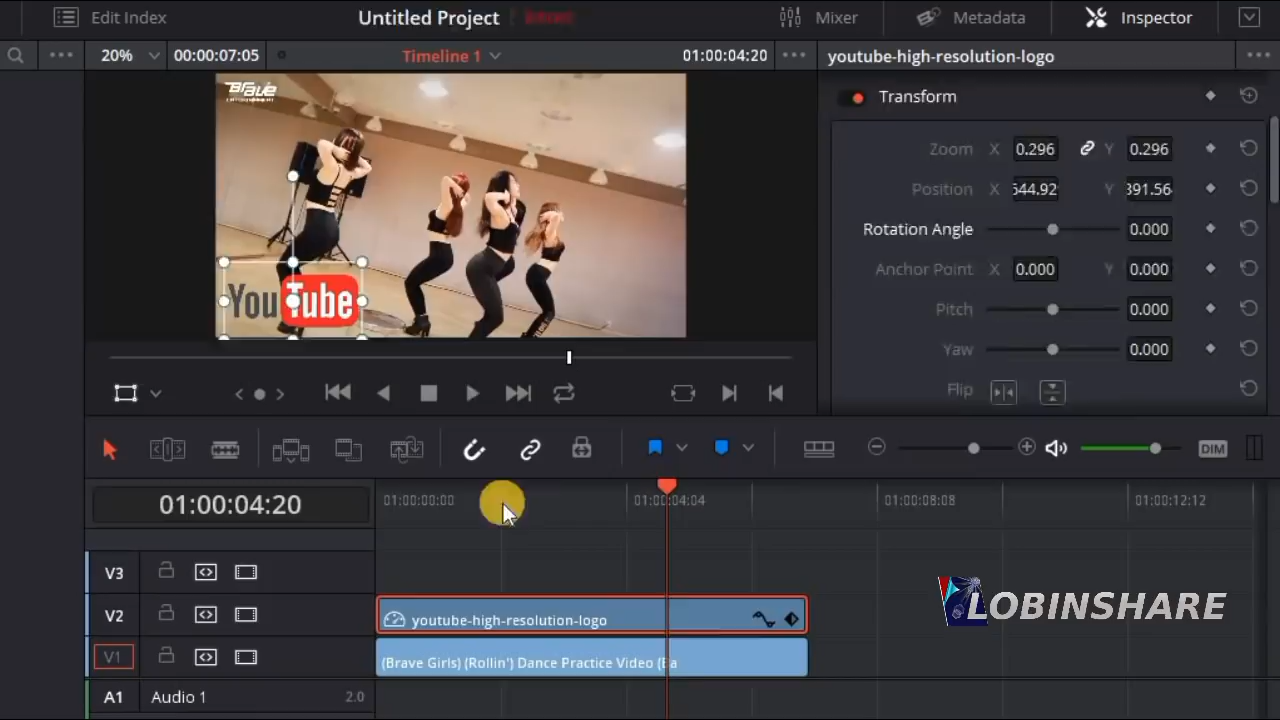 Edit Index
Untitled Project
Mixer
Metadata
Inspector
20%
00:00:07:05
Timeline 1
01:00:04:20
youtube-high-resolution-logo
Transform
Zoom X 0.296 Y 0.296
Position X 544.92 Y 391.56
Rotation Angle 0.000
Anchor Point X 0.000 Y 0.000
Pitch 0.000
Yaw 0.000
Flip
Brave
YouTube
DIM
01:00:04:20
01:00:00:00
01:00:04:04
01:00:08:08
01:00:12:12
V3
V2
youtube-high-resolution-logo
V1
(Brave Girls) (Rollin') Dance Practice Video (Ba
LOBINSHARE
A1 Audio 1 2.0